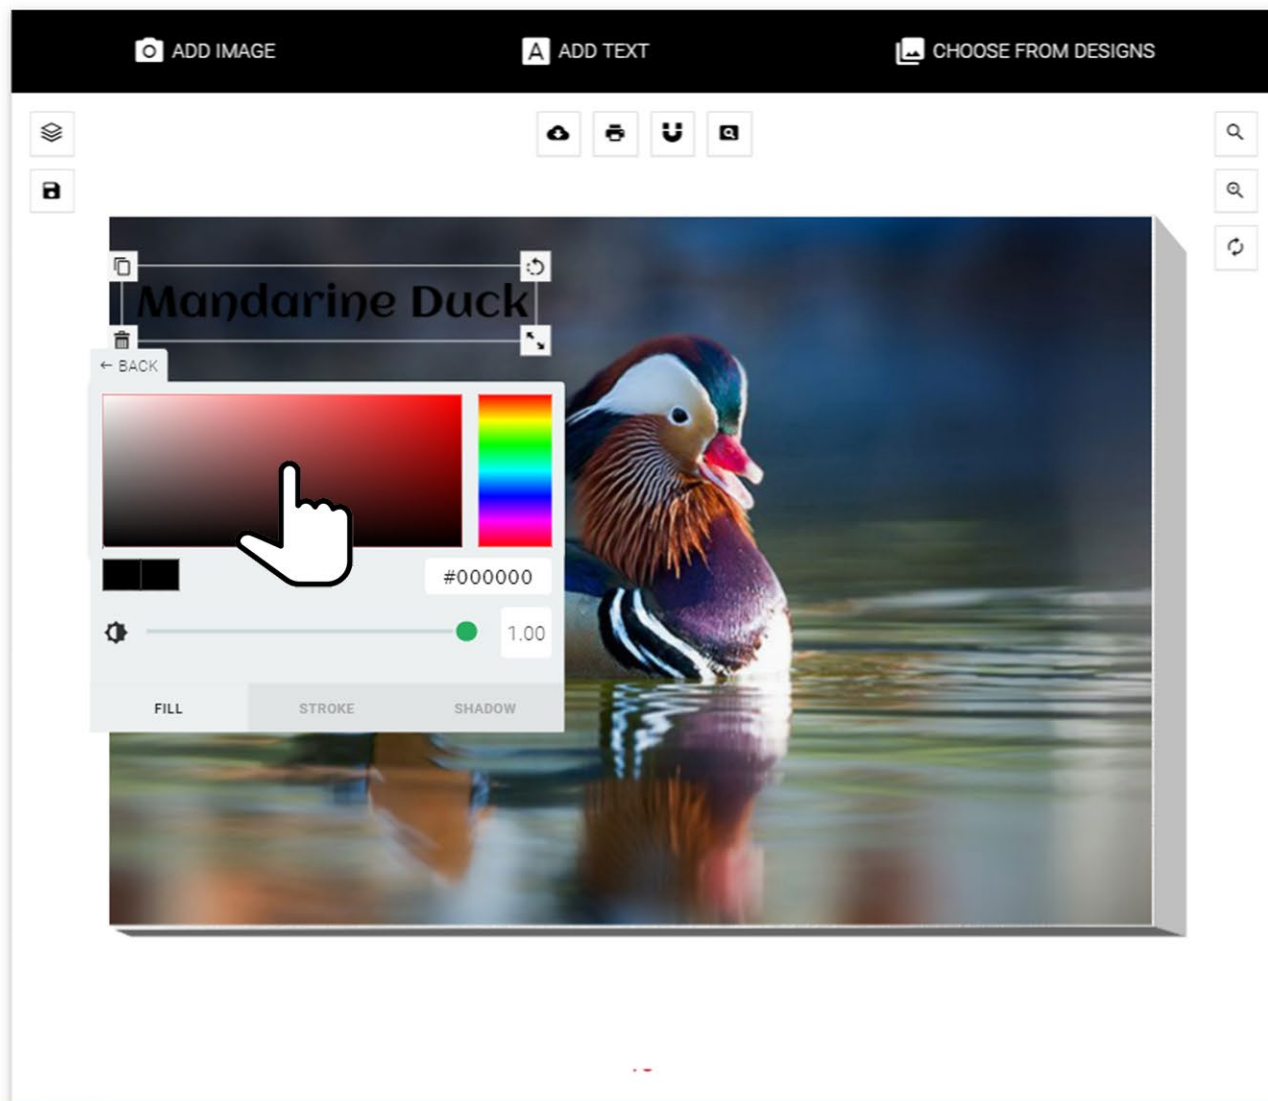 ADD IMAGE
ADD TEXT
CHOOSE FROM DESIGNS
Mandarine Duck
← BACK
#000000
1.00
FILL
STROKE
SHADOW